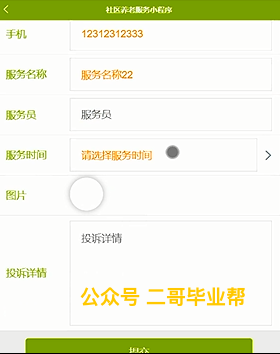 社区养老服务小程序
手机
12312312333
服务名称
服务名称22
服务员
服务员
服务时间
请选择服务时间
图片
投诉详情
投诉详情
公众号 二哥毕业帮
提交